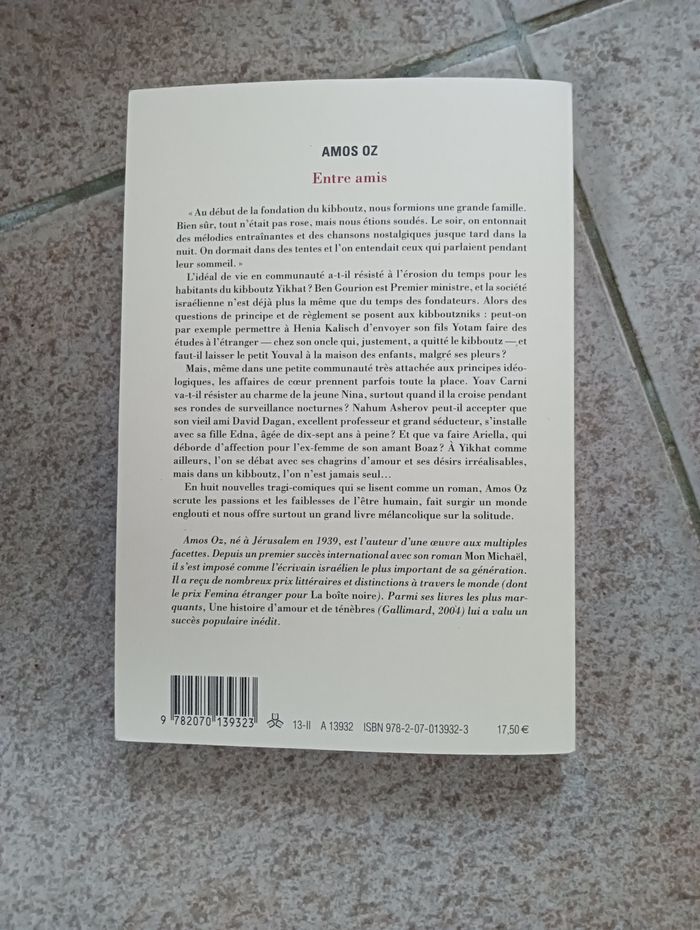 AMOS OZ
Entre amis
« Au début de la fondation du kibboutz, nous formions une grande famille.
Bien sûr, tout n'était pas rose, mais nous étions soudés. Le soir, on entonnait
des mélodies entraînantes et des chansons nostalgiques jusque tard dans la
nuit. On dormait dans des tentes et l'on entendait ceux qui parlaient pendant
leur sommeil. »
L'idéal de vie en communauté a-t-il résisté à l'érosion du temps pour les
habitants du kibboutz Yikhat ? Ben Gourion est Premier ministre, et la société
israélienne n'est déjà plus la même que du temps des fondateurs. Alors des
questions de principe et de règlement se posent aux kibboutzniks : peut-on
par exemple permettre à Henia Kalisch d'envoyer son fils Yotam faire des
études à l'étranger — chez son oncle qui, justement, a quitté le kibboutz — et
faut-il laisser le petit Youval à la maison des enfants, malgré ses pleurs ?
Mais, même dans une petite communauté très attachée aux principes idéo-
logiques, les affaires de cœur prennent parfois toute la place. Yoav Carni
va-t-il résister au charme de la jeune Nina, surtout quand il la croise pendant
ses rondes de surveillance nocturnes ? Nahum Asherov peut-il accepter que
son vieil ami David Dagan, excellent professeur et grand séducteur, s'installe
avec sa fille Edna, âgée de dix-sept ans à peine ? Et que va faire Ariella, qui
déborde d'affection pour l'ex-femme de son amant Boaz ? À Yikhat comme
ailleurs, l'on se débat avec ses chagrins d'amour et ses désirs irréalisables,
mais dans un kibboutz, l'on n'est jamais seul…
En huit nouvelles tragi-comiques qui se lisent comme un roman, Amos Oz
scrute les passions et les faiblesses de l'être humain, fait surgir un monde
englouti et nous offre surtout un grand livre mélancolique sur la solitude.
Amos Oz, né à Jérusalem en 1939, est l'auteur d'une œuvre aux multiples
facettes. Depuis un premier succès international avec son roman Mon Michaël,
il s'est imposé comme l'écrivain israélien le plus important de sa génération.
Il a reçu de nombreux prix littéraires et distinctions à travers le monde (dont
le prix Femina étranger pour La boîte noire). Parmi ses livres les plus mar-
quants, Une histoire d'amour et de ténèbres (Gallimard, 2004) lui a valu un
succès populaire inédit.
9 782070 139323 13-II A 13932 ISBN 978-2-07-013932-3 17,50 €